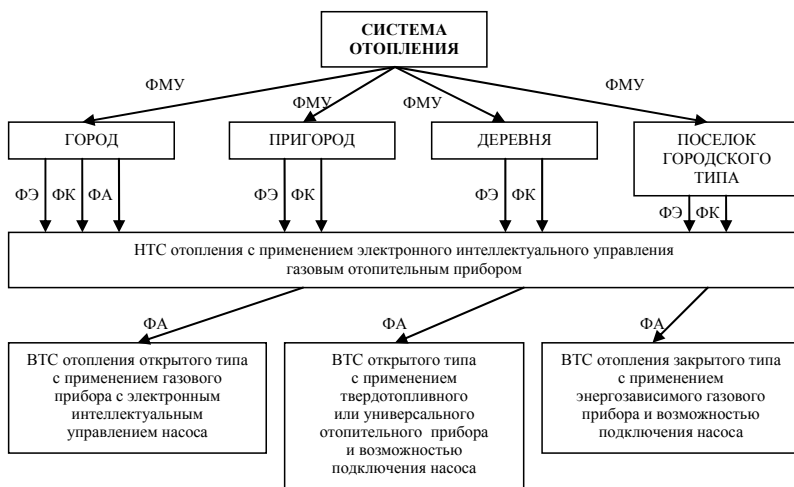 СИСТЕМА
ОТОПЛЕНИЯ
ФМУ
ФМУ
ФМУ
ФМУ
ГОРОД
ПРИГОРОД
ДЕРЕВНЯ
ПОСЕЛОК
ГОРОДСКОГО
ТИПА
ФЭ
ФК
ФА
ФЭ
ФК
ФЭ
ФК
ФЭ
ФК
НТС отопления с применением электронного интеллектуального управления
газовым отопительным прибором
ФА
ФА
ФА
ВТС отопления открытого типа
с применением газового
прибора с электронным
интеллектуальным
управлением насоса
ВТС открытого типа
с применением
твердотопливного
или универсального
отопительного прибора
и возможностью
подключения насоса
ВТС отопления закрытого типа
с применением
энергозависимого газового
прибора и возможностью
подключения насоса